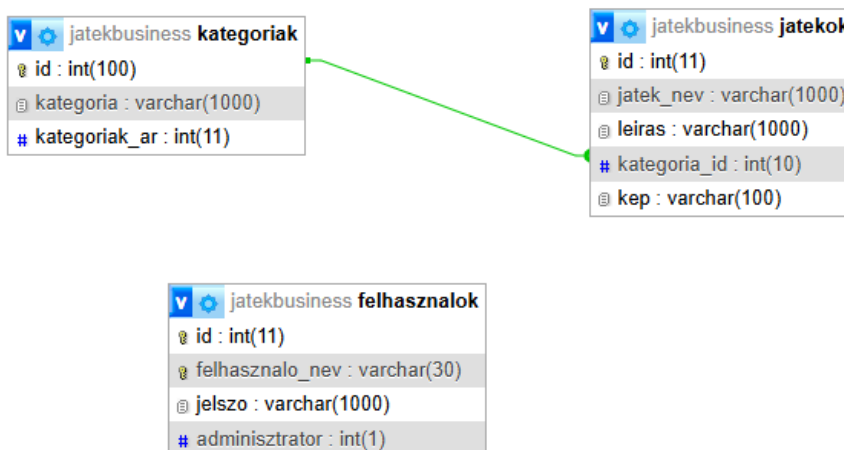 jatekbusiness kategoriak
id : int(100)
kategoria : varchar(1000)
# kategoriak_ar : int(11)
jatekbusiness jatekok
id : int(11)
jatek_nev : varchar(1000)
leiras : varchar(1000)
# kategoria_id : int(10)
kep : varchar(100)
jatekbusiness felhasznalok
id : int(11)
felhasznalo_nev : varchar(30)
jelszo : varchar(1000)
# adminisztrator : int(1)